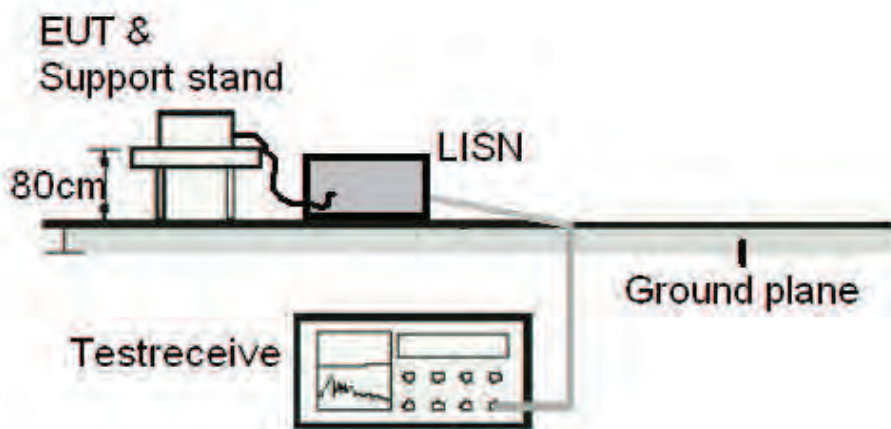 EUT &
Support stand
LISN
80cm
Ground plane
Testreceive